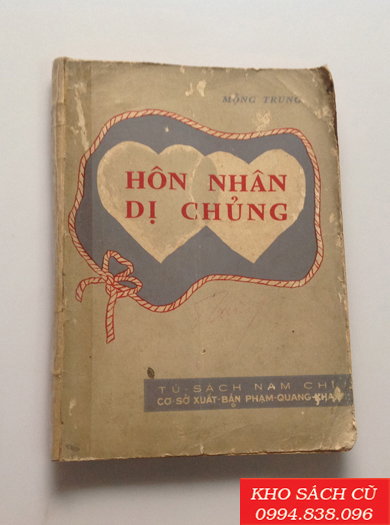 MỘNG TRUNG
HÔN NHÂN
DỊ CHỦNG
TỦ-SÁCH NAM CHI
CƠ-SỞ XUẤT-BẢN PHẠM-QUANG-KHAI
KHO SÁCH CŨ
0994.838.096